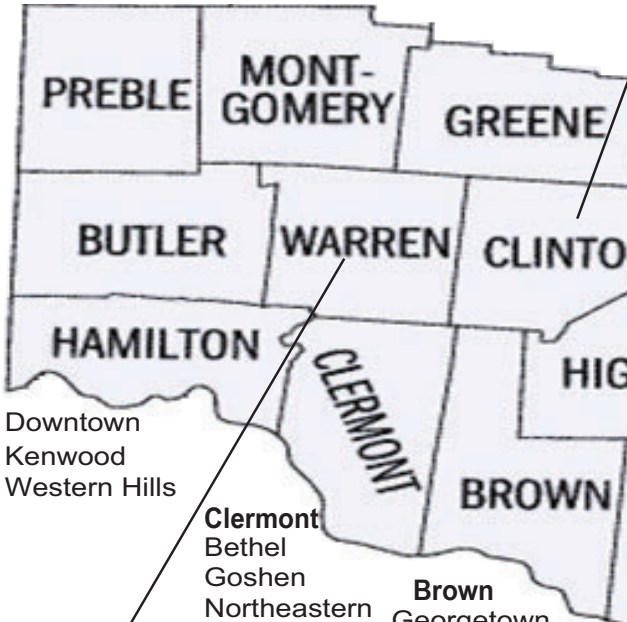 PREBLE
MONT-
GOMERY
GREENE
BUTLER
WARREN
CLINTO
HAMILTON
CLERMONT
HIG
BROWN
Downtown
Kenwood
Western Hills
Clermont
Bethel
Goshen
Northeastern
Brown
Georgetown